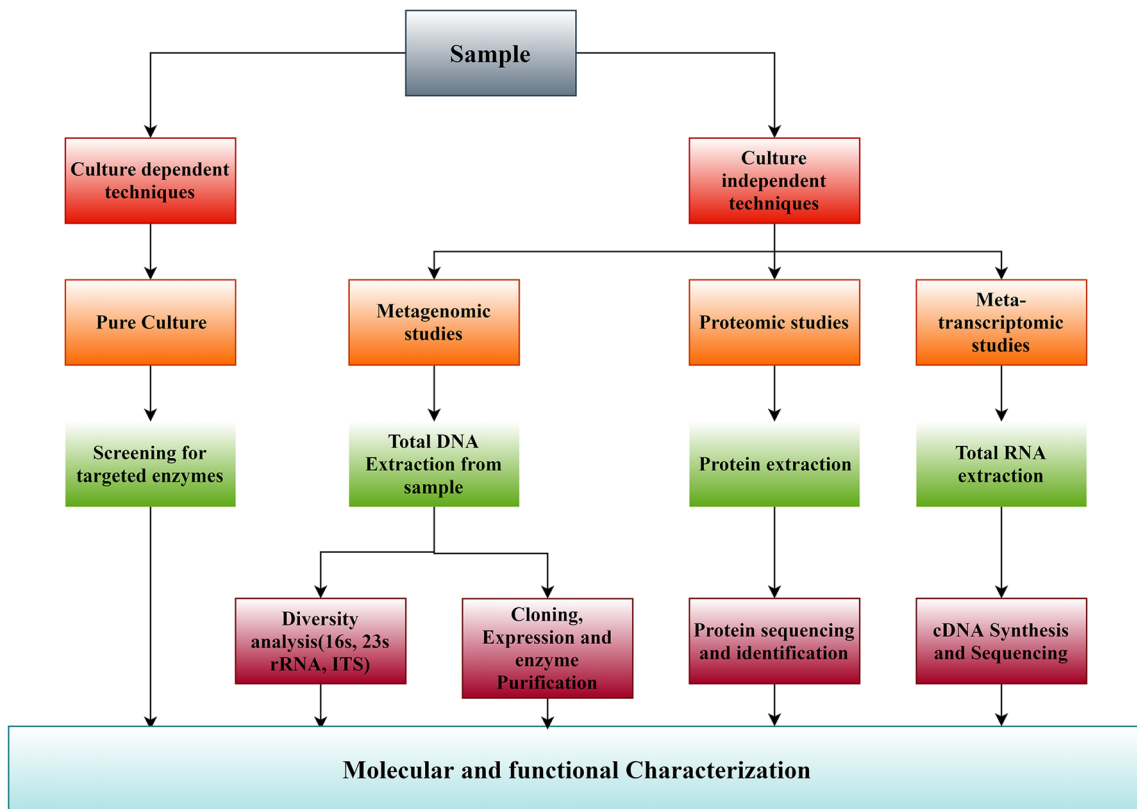 Sample
Culture dependent
techniques
Culture
independent
techniques
Pure Culture
Metagenomic
studies
Proteomic studies
Meta-
transcriptomic
studies
Screening for
targeted enzymes
Total DNA
Extraction from
sample
Protein extraction
Total RNA
extraction
Diversity
analysis(16s, 23s
rRNA, ITS)
Cloning,
Expression and
enzyme
Purification
Protein sequencing
and identification
cDNA Synthesis
and Sequencing
Molecular and functional Characterization